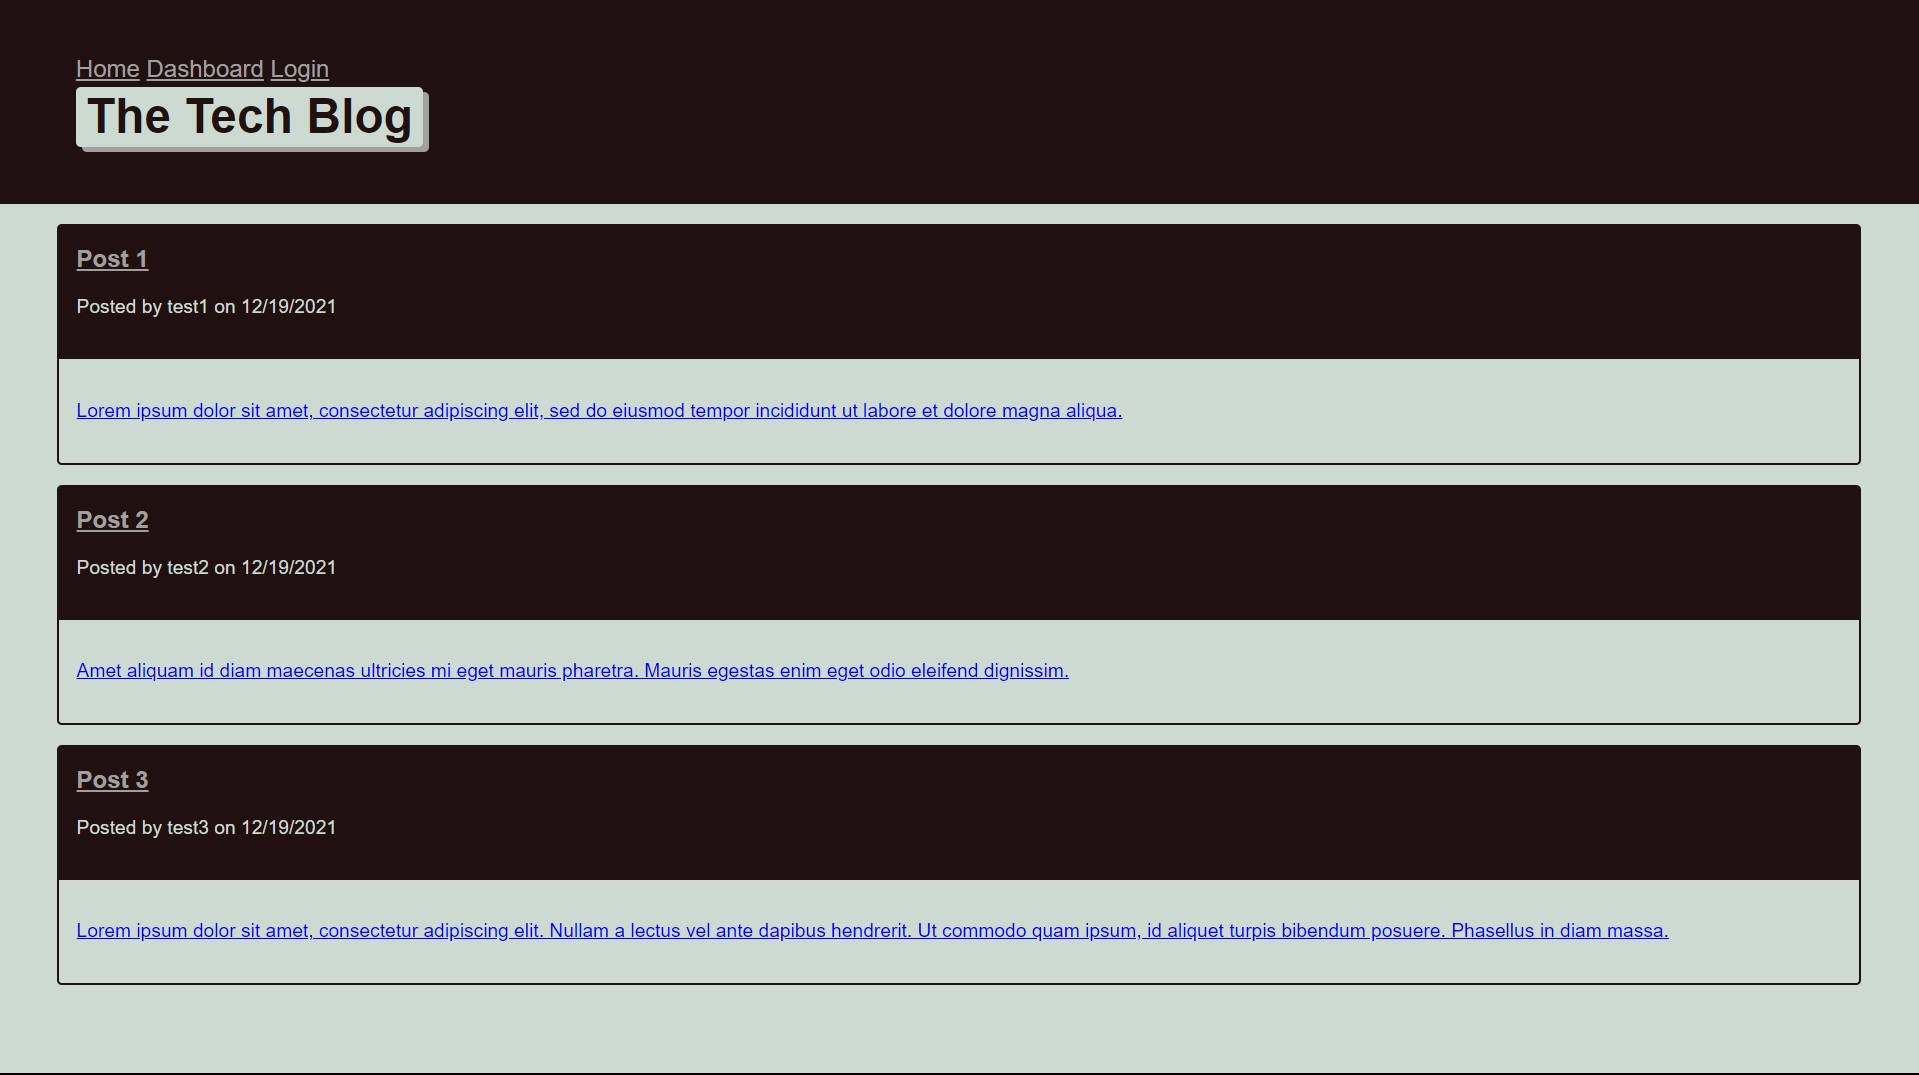 Home Dashboard Login
The Tech Blog
Post 1
Posted by test1 on 12/19/2021
Lorem ipsum dolor sit amet, consectetur adipiscing elit, sed do eiusmod tempor incididunt ut labore et dolore magna aliqua.
Post 2
Posted by test2 on 12/19/2021
Amet aliquam id diam maecenas ultricies mi eget mauris pharetra. Mauris egestas enim eget odio eleifend dignissim.
Post 3
Posted by test3 on 12/19/2021
Lorem ipsum dolor sit amet, consectetur adipiscing elit. Nullam a lectus vel ante dapibus hendrerit. Ut commodo quam ipsum, id aliquet turpis bibendum posuere. Phasellus in diam massa.